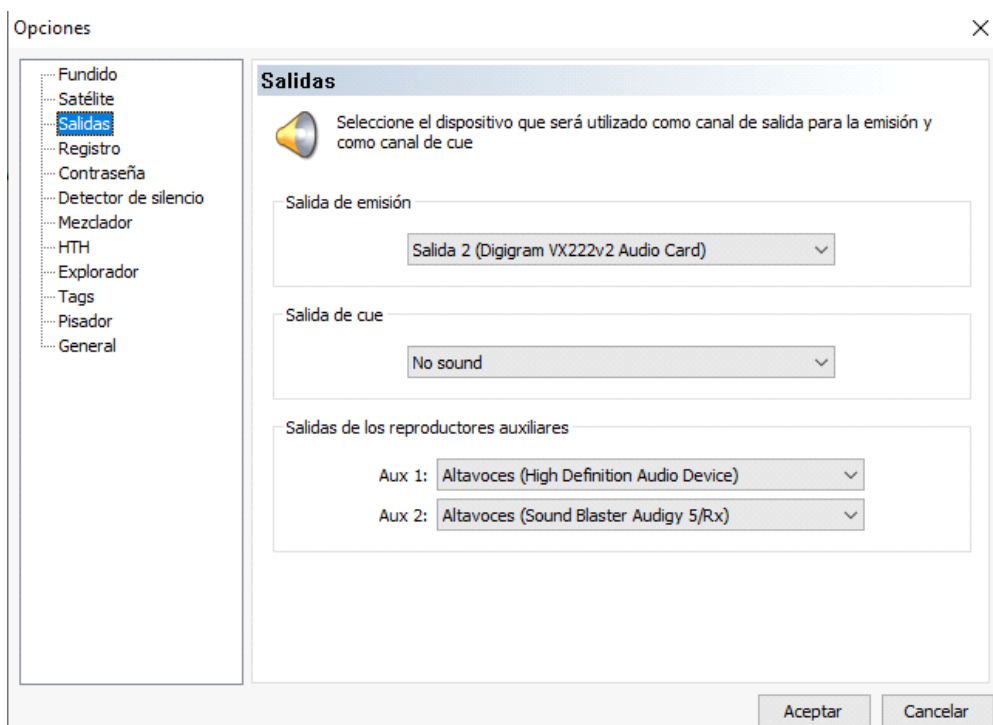 Opciones
Fundido
Satélite
Salidas
Registro
Contraseña
Detector de silencio
Mezclador
HTH
Explorador
Tags
Pisador
General
Salidas
Seleccione el dispositivo que será utilizado como canal de salida para la emisión y
como canal de cue
Salida de emisión
Salida 2 (Digigram VX222v2 Audio Card)
Salida de cue
No sound
Salidas de los reproductores auxiliares
Aux 1: Altavoces (High Definition Audio Device)
Aux 2: Altavoces (Sound Blaster Audigy 5/Rx)
Aceptar Cancelar